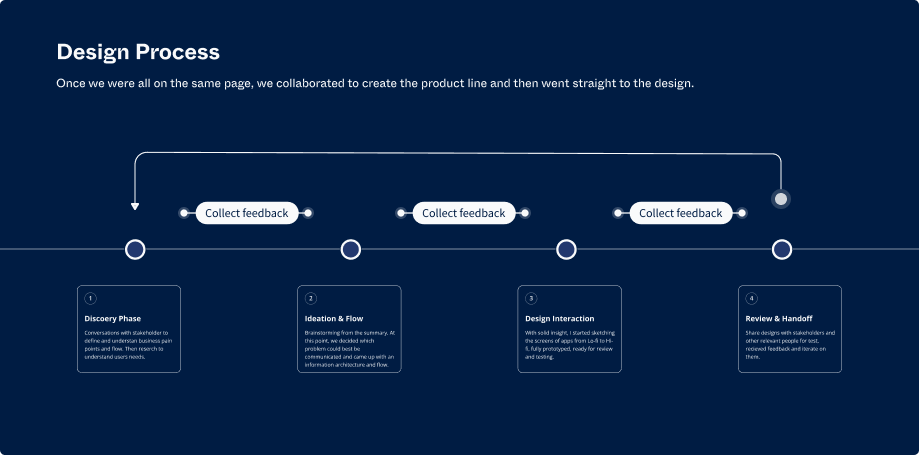 Design Process
Once we were all on the same page, we collaborated to create the product line and then went straight to the design.
Collect feedback
Collect feedback
Collect feedback
1
Discoery Phase
Conversations with stakeholder to
define and understan business pain
points and flow. Then reserch to
understand users needs.
2
Ideation & Flow
Brainstorming from the summary. At
this point, we decided which
problem could best be
communicated and came up with an
information architecture and flow.
3
Design Interaction
With solid insight, I started sketching
the screens of apps from Lo-fi to Hi-
fi, fully prototyped, ready for review
and testing.
4
Review & Handoff
Share designs with stakeholders and
other relevant people for test,
recieved feedback and iterate on
them.